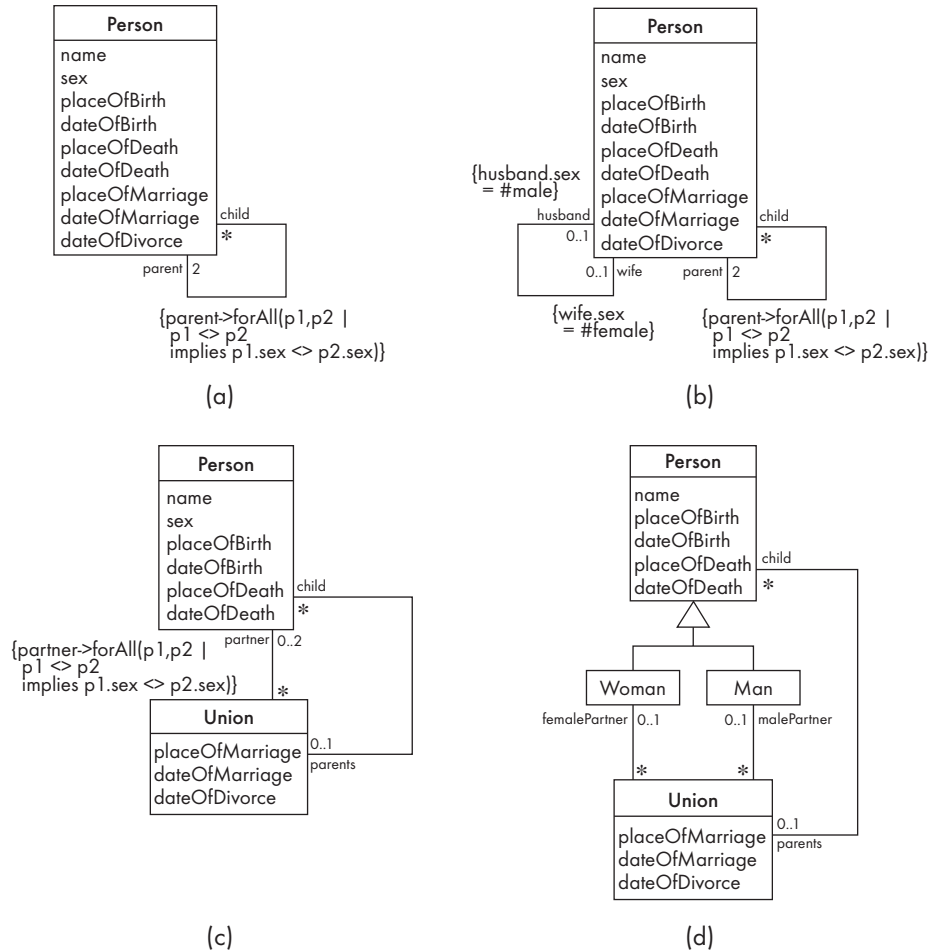 Person
name
sex
placeOfBirth
dateOfBirth
placeOfDeath
dateOfDeath
placeOfMarriage
dateOfMarriage
dateOfDivorce
child
*
parent 2
{parent->forAll(p1,p2 |
p1 <> p2
implies p1.sex <> p2.sex)}
(a)
Person
name
sex
placeOfBirth
dateOfBirth
placeOfDeath
dateOfDeath
placeOfMarriage
dateOfMarriage
dateOfDivorce
{husband.sex
= #male}
husband
0..1
child
*
0..1 wife
parent 2
{wife.sex
= #female}
{parent->forAll(p1,p2 |
p1 <> p2
implies p1.sex <> p2.sex)}
(b)
Person
name
sex
placeOfBirth
dateOfBirth
placeOfDeath
dateOfDeath
child
*
partner 0..2
{partner->forAll(p1,p2 |
p1 <> p2
implies p1.sex <> p2.sex)}
*
Union
placeOfMarriage
dateOfMarriage
dateOfDivorce
0..1
parents
(c)
Person
name
placeOfBirth
dateOfBirth
placeOfDeath
dateOfDeath
child
*
Woman
Man
femalePartner 0..1
0..1 malePartner
*
*
Union
placeOfMarriage
dateOfMarriage
dateOfDivorce
0..1
parents
(d)